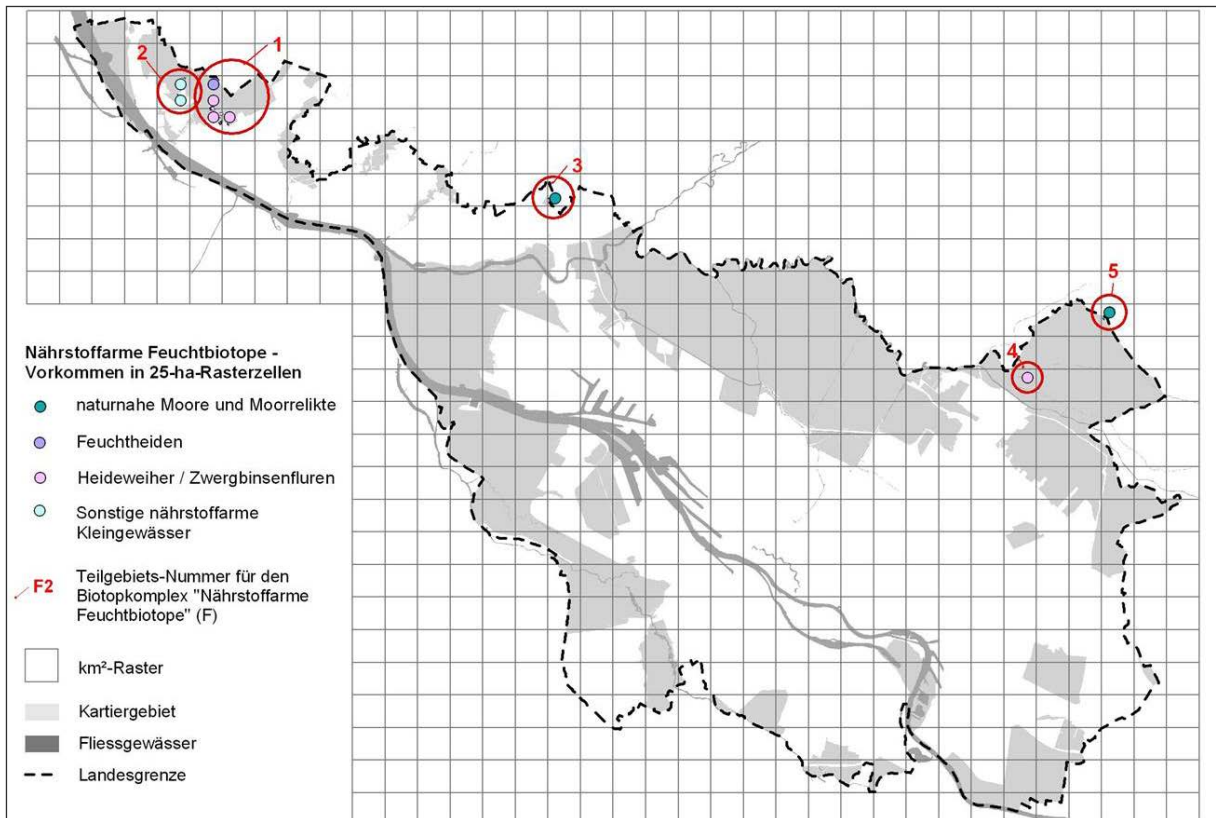 1
2
3
5
4
Nährstoffarme Feuchtbiotope -
Vorkommen in 25-ha-Rasterzellen
naturnahe Moore und Moorrelikte
Feuchtheiden
Heideweiher / Zwergbinsenfluren
Sonstige nährstoffarme
Kleingewässer
F2
Teilgebiets-Nummer für den
Biotopkomplex "Nährstoffarme
Feuchtbiotope" (F)
km²-Raster
Kartiergebiet
Fliessgewässer
Landesgrenze